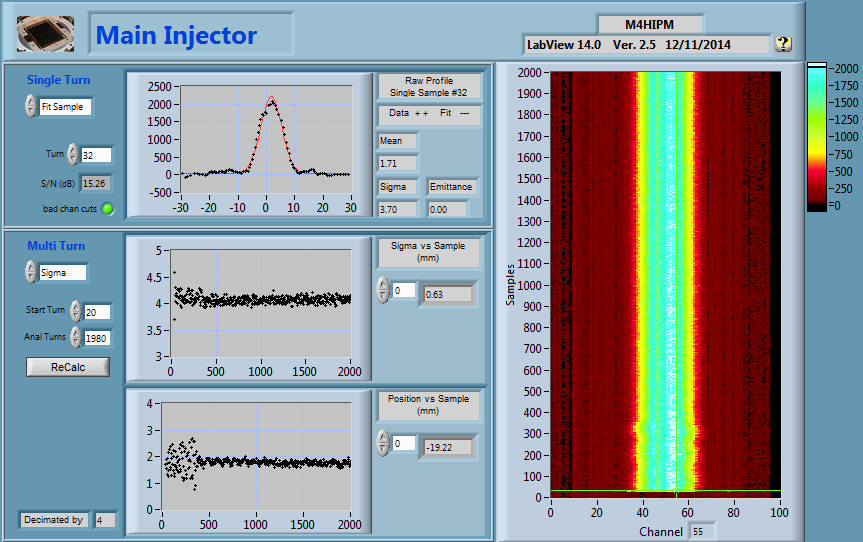 Main Injector
M4HIPM
LabView 14.0 Ver. 2.5 12/11/2014
?
Single Turn
Fit Sample
Turn 32
S/N (dB) 15.26
bad chan cuts
2500
2000
1500
1000
500
0
-500
-30 -20 -10 0 10 20 30
Raw Profile
Single Sample #32
Data + + Fit ---
Mean
1.71
Sigma Emittance
3.70 0.00
Multi Turn
Sigma
Start Turn 20
Anal Turns 1980
ReCalc
5
4.5
4
3.5
3
0 500 1000 1500 2000
Sigma vs Sample
(mm)
0 0.63
4
3
2
1
0
0 500 1000 1500 2000
Position vs Sample
(mm)
0 -19.22
Decimated by 4
Samples
2000
1900
1800
1700
1600
1500
1400
1300
1200
1100
1000
900
800
700
600
500
400
300
200
100
0
0 20 40 60 80 100
Channel 55
2000
1750
1500
1250
1000
750
500
250
0